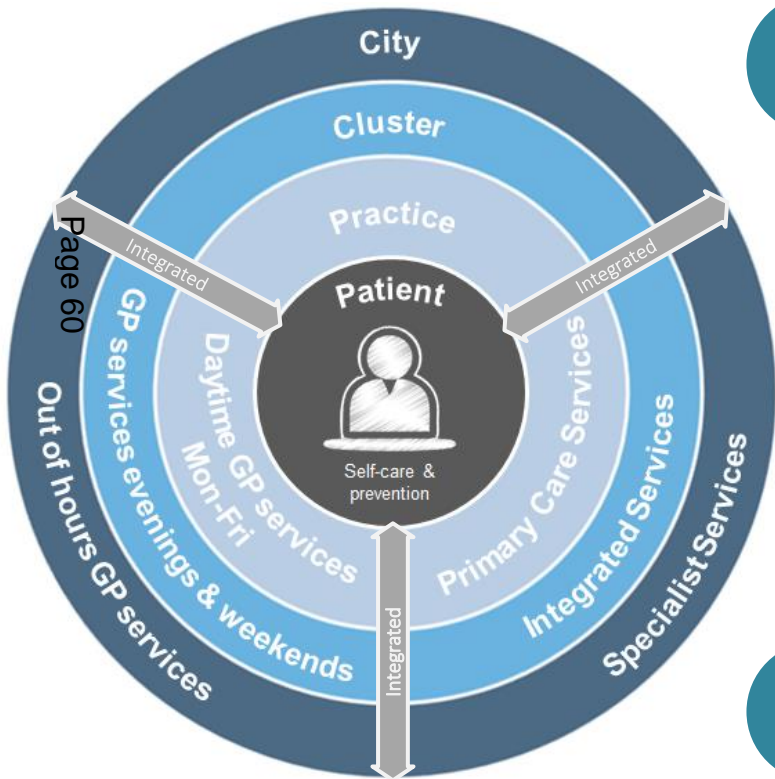 City
Cluster
Practice
Patient
Self-care &
prevention
Integrated
Integrated
Integrated
Page 60
Daytime GP services
Mon-Fri
Primary Care Services
GP services evenings & weekends
Integrated Services
Out of hours GP services
Specialist Services